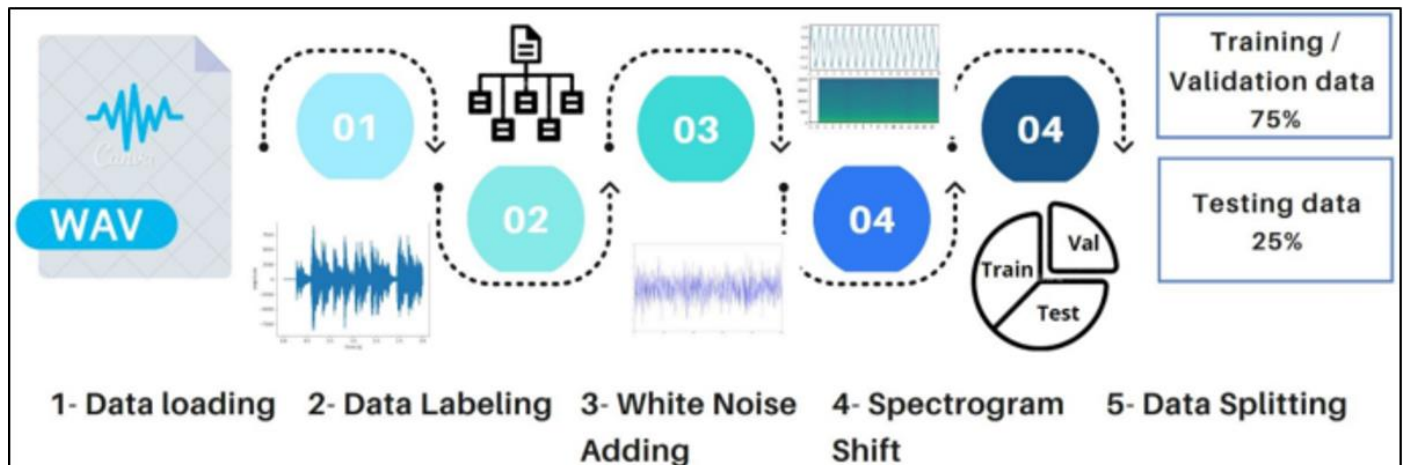 WAV
Canva
01
02
03
04
04
Train
Val
Test
Training /
Validation data
75%
Testing data
25%
1- Data loading
2- Data Labeling
3- White Noise
Adding
4- Spectrogram
Shift
5- Data Splitting